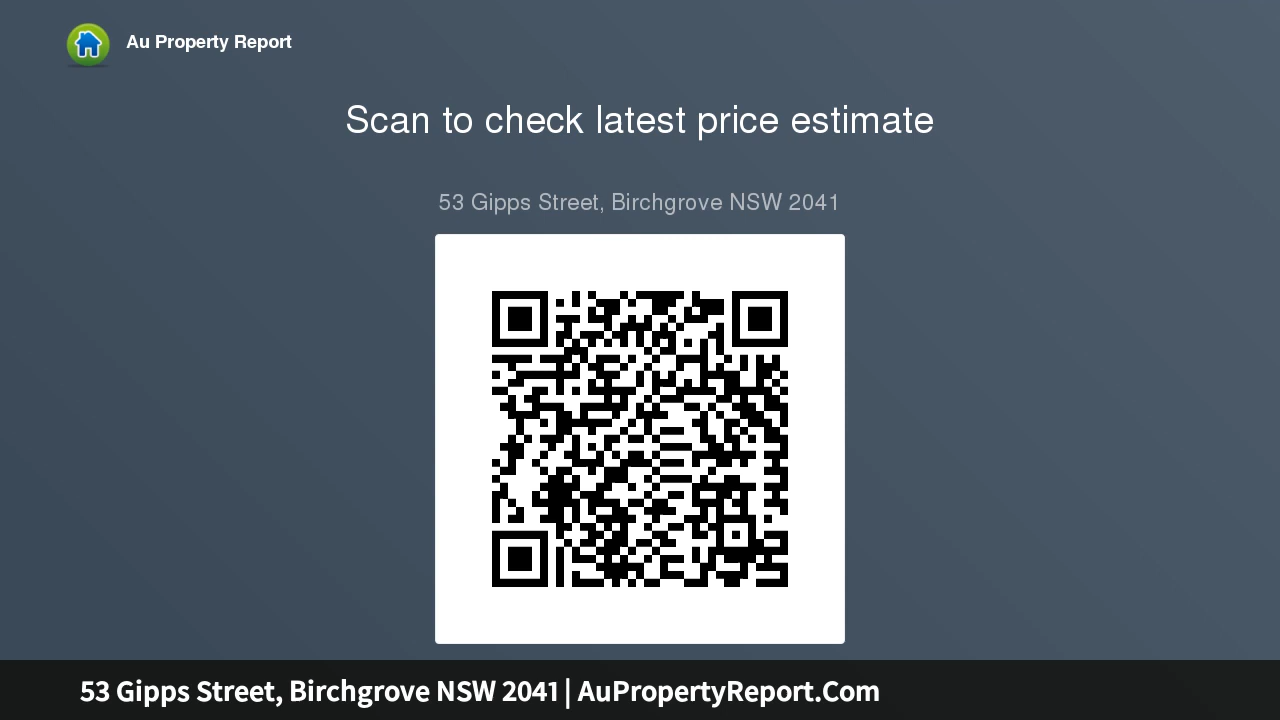 Au Property Report
Scan to check latest price estimate
53 Gipps Street, Birchgrove NSW 2041
53 Gipps Street, Birchgrove NSW 2041 | AuPropertyReport.Com